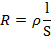 R = ρ l/S